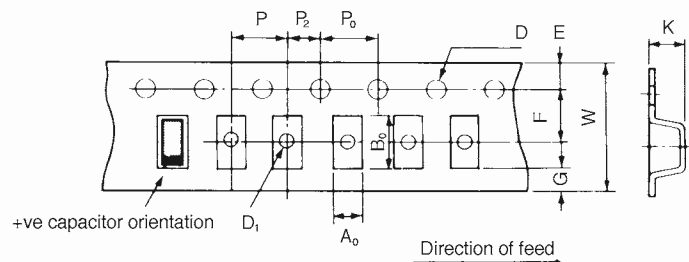 P P₂ P₀ D E K
F W
B₀
G
+ve capacitor orientation D₁ A₀
Direction of feed